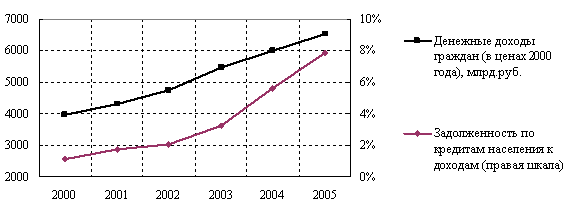 7000
6000
5000
4000
3000
2000
10%
8%
6%
4%
2%
0%
2000 2001 2002 2003 2004 2005
Денежные доходы
граждан (в ценах 2000
года), млрд.руб.
Задолженность по
кредитам населения к
доходам (правая шкала)